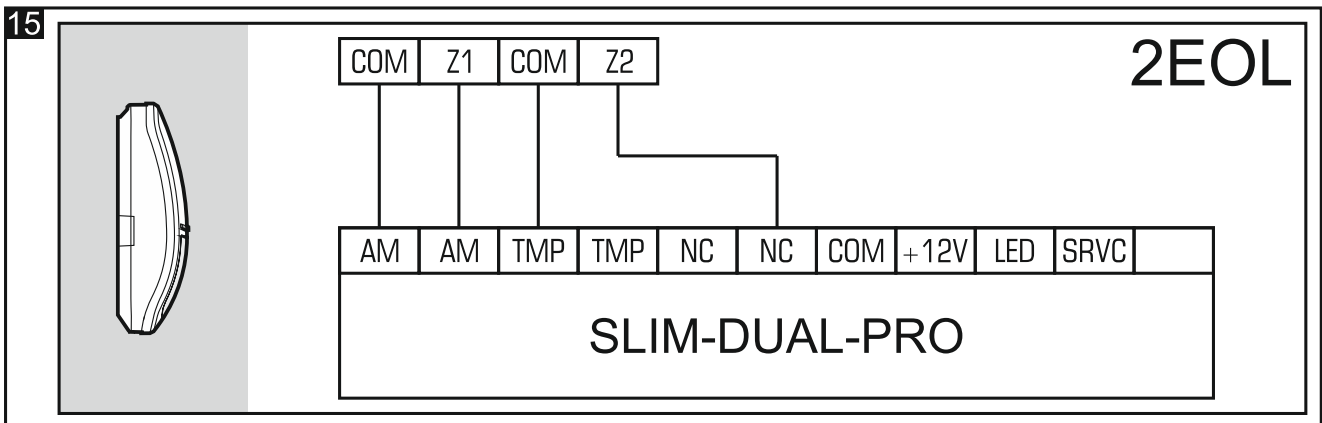 15
2EOL
COM Z1 COM Z2
AM AM TMP TMP NC NC COM +12V LED SRVC
SLIM-DUAL-PRO